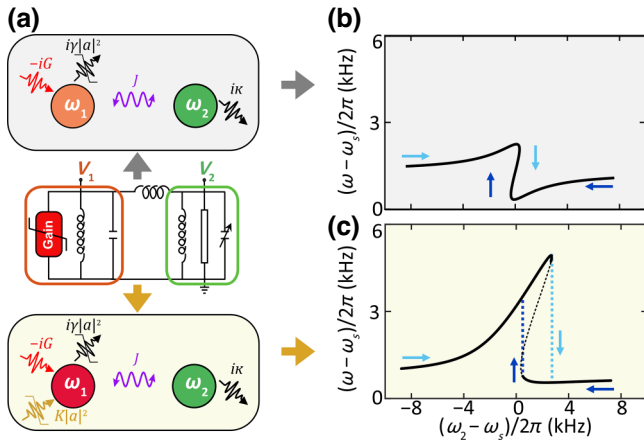 (a)
iγ|a|²
-iG
J
iκ
ω₁
ω₂
V₁
V₂
Gain
iγ|a|²
-iG
J
iκ
ω₁
ω₂
K|a|²
(b)
6
3
0
(ω − ωₛ)/2π (kHz)
(c)
6
3
0
(ω − ωₛ)/2π (kHz)
−8 −4 0 4 8
(ω₂ − ωₛ)/2π (kHz)